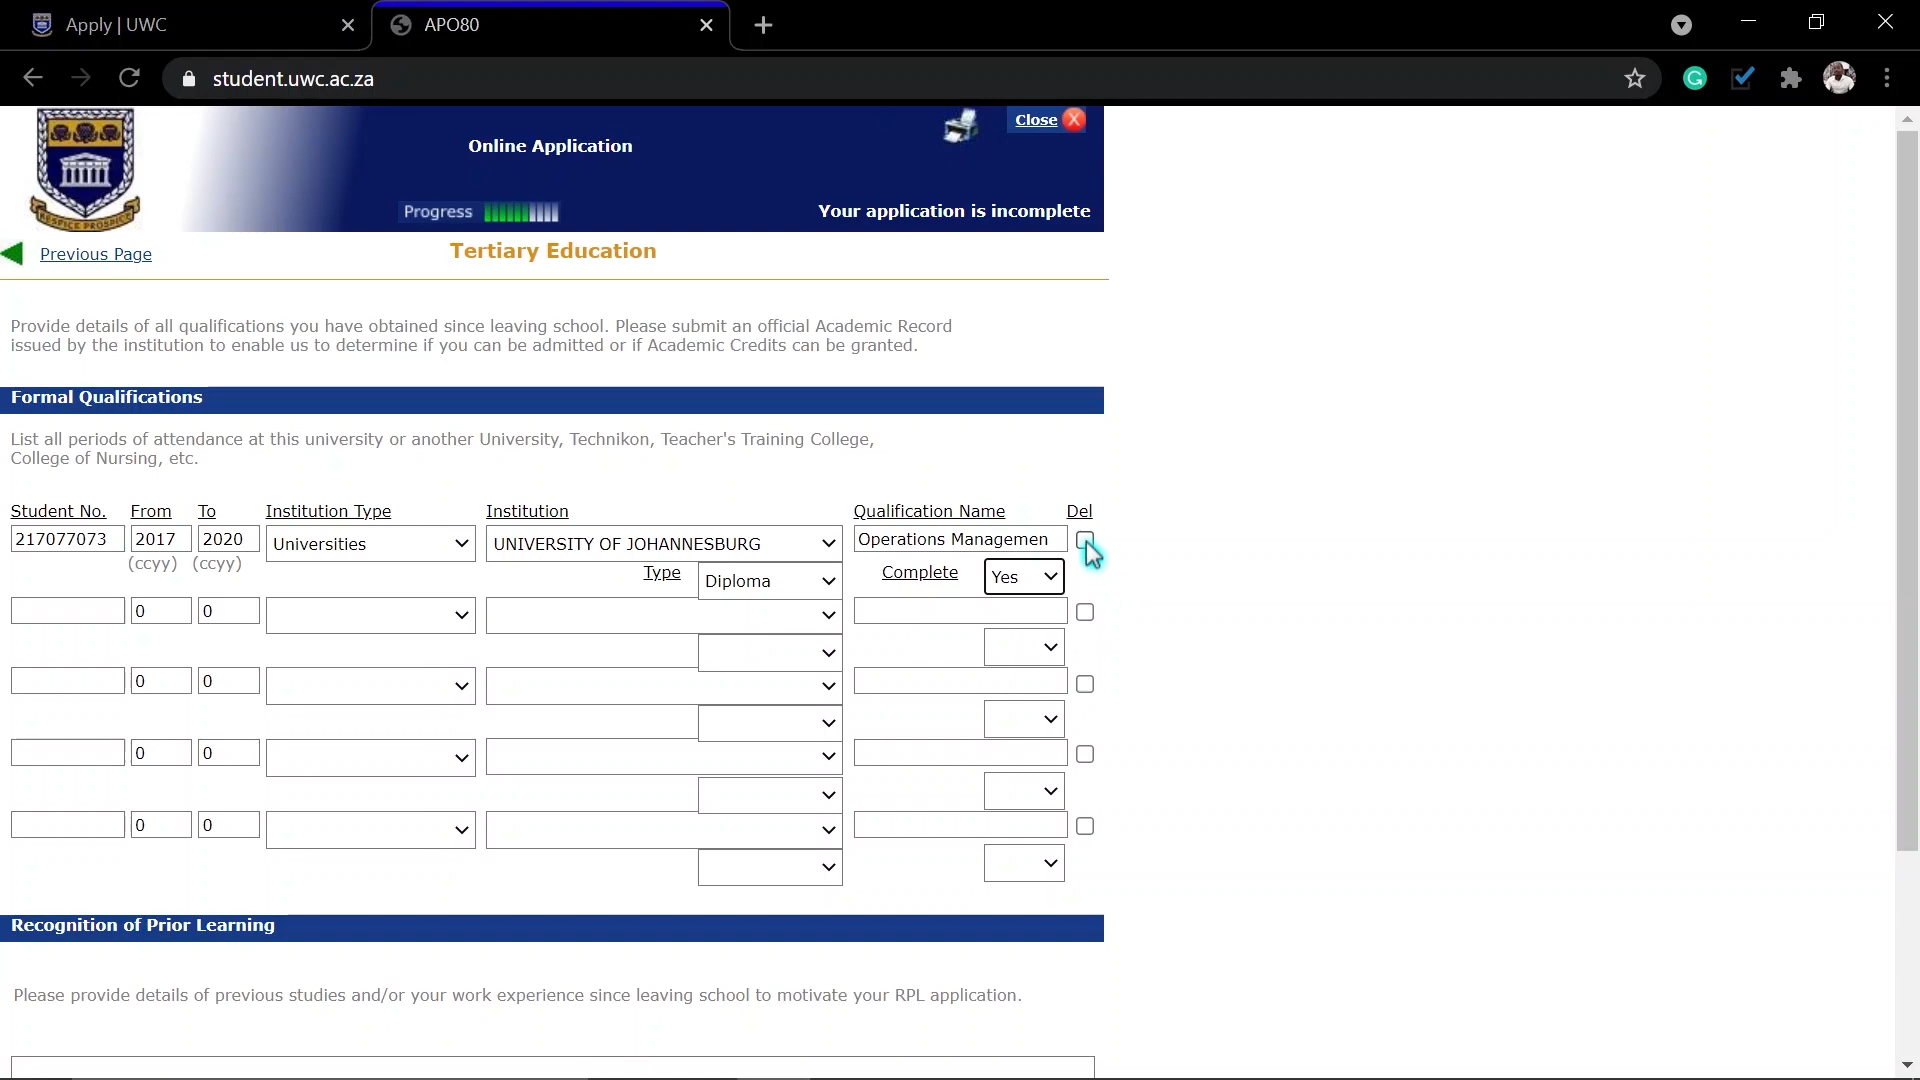 Apply | UWC
APO80
student.uwc.ac.za
Close
Online Application
Progress
Your application is incomplete
RESPICE PROSPICE
Previous Page
Tertiary Education
Provide details of all qualifications you have obtained since leaving school. Please submit an official Academic Record
issued by the institution to enable us to determine if you can be admitted or if Academic Credits can be granted.
Formal Qualifications
List all periods of attendance at this university or another University, Technikon, Teacher's Training College,
College of Nursing, etc.
Student No. From To Institution Type Institution Qualification Name Del
217077073 2017 2020 Universities UNIVERSITY OF JOHANNESBURG Operations Managemen
(ccyy) (ccyy) Type Diploma Complete Yes
0 0
0 0
0 0
0 0
Recognition of Prior Learning
Please provide details of previous studies and/or your work experience since leaving school to motivate your RPL application.